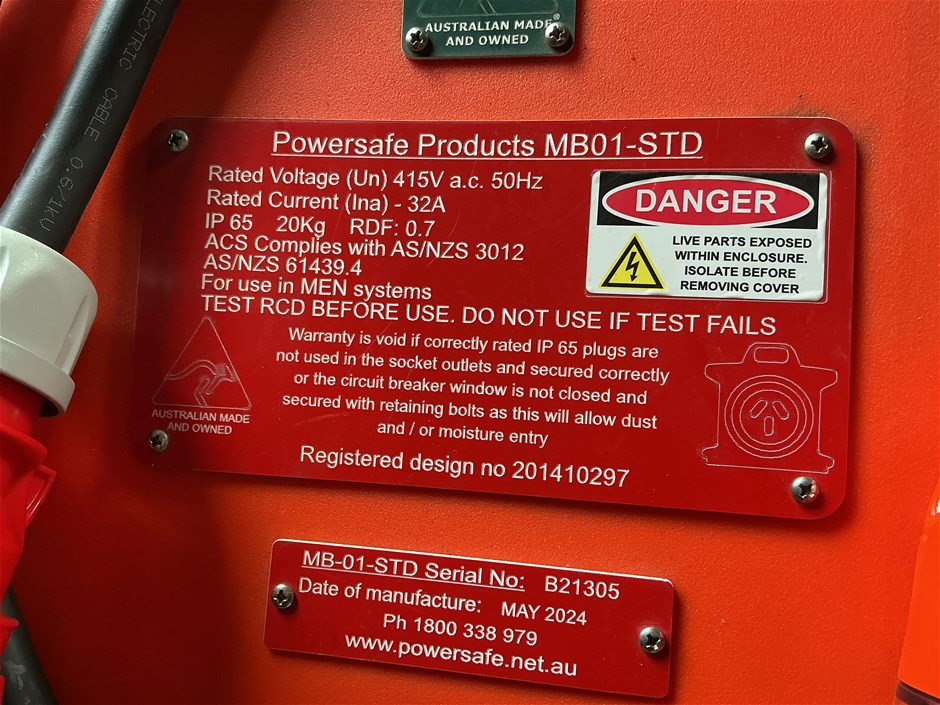 AUSTRALIAN MADE®
AND OWNED
ELECTRIC CABLE 0.6/1KV
Powersafe Products MB01-STD
Rated Voltage (Un) 415V a.c. 50Hz
Rated Current (Ina) - 32A
IP 65 20Kg RDF: 0.7
ACS Complies with AS/NZS 3012
AS/NZS 61439.4
For use in MEN systems
TEST RCD BEFORE USE. DO NOT USE IF TEST FAILS
DANGER
LIVE PARTS EXPOSED
WITHIN ENCLOSURE.
ISOLATE BEFORE
REMOVING COVER
Warranty is void if correctly rated IP 65 plugs are
not used in the socket outlets and secured correctly
or the circuit breaker window is not closed and
secured with retaining bolts as this will allow dust
and / or moisture entry
AUSTRALIAN MADE
AND OWNED
Registered design no 201410297
MB-01-STD Serial No: B21305
Date of manufacture: MAY 2024
Ph 1800 338 979
www.powersafe.net.au